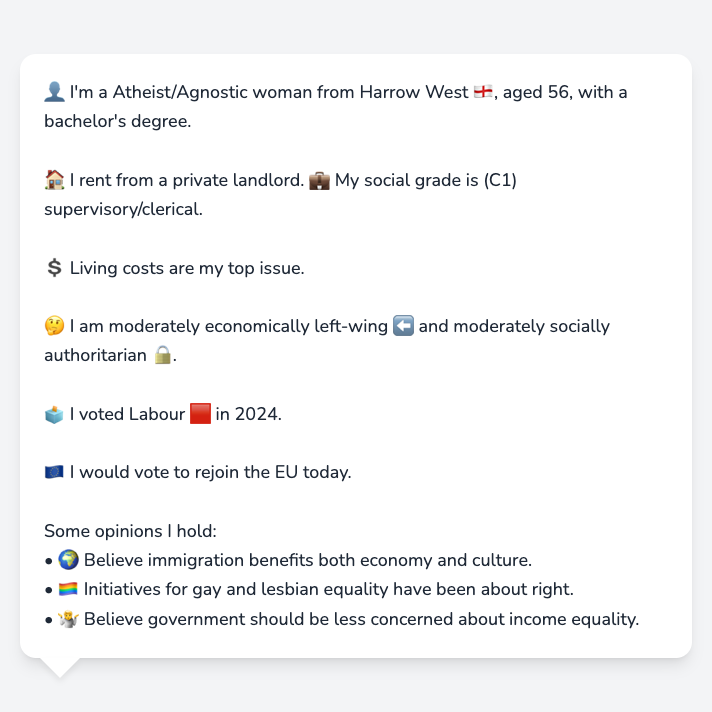 👤 I'm a Atheist/Agnostic woman from Harrow West 🏴󠁧󠁢󠁥󠁮󠁧󠁿, aged 56, with a
bachelor's degree.
🏠 I rent from a private landlord. 💼 My social grade is (C1)
supervisory/clerical.
💲 Living costs are my top issue.
🤔 I am moderately economically left-wing ⬅️ and moderately socially
authoritarian 🔒.
🗳️ I voted Labour 🟥 in 2024.
🇪🇺 I would vote to rejoin the EU today.
Some opinions I hold:
• 🌍 Believe immigration benefits both economy and culture.
• 🏳️‍🌈 Initiatives for gay and lesbian equality have been about right.
• 🤷 Believe government should be less concerned about income equality.